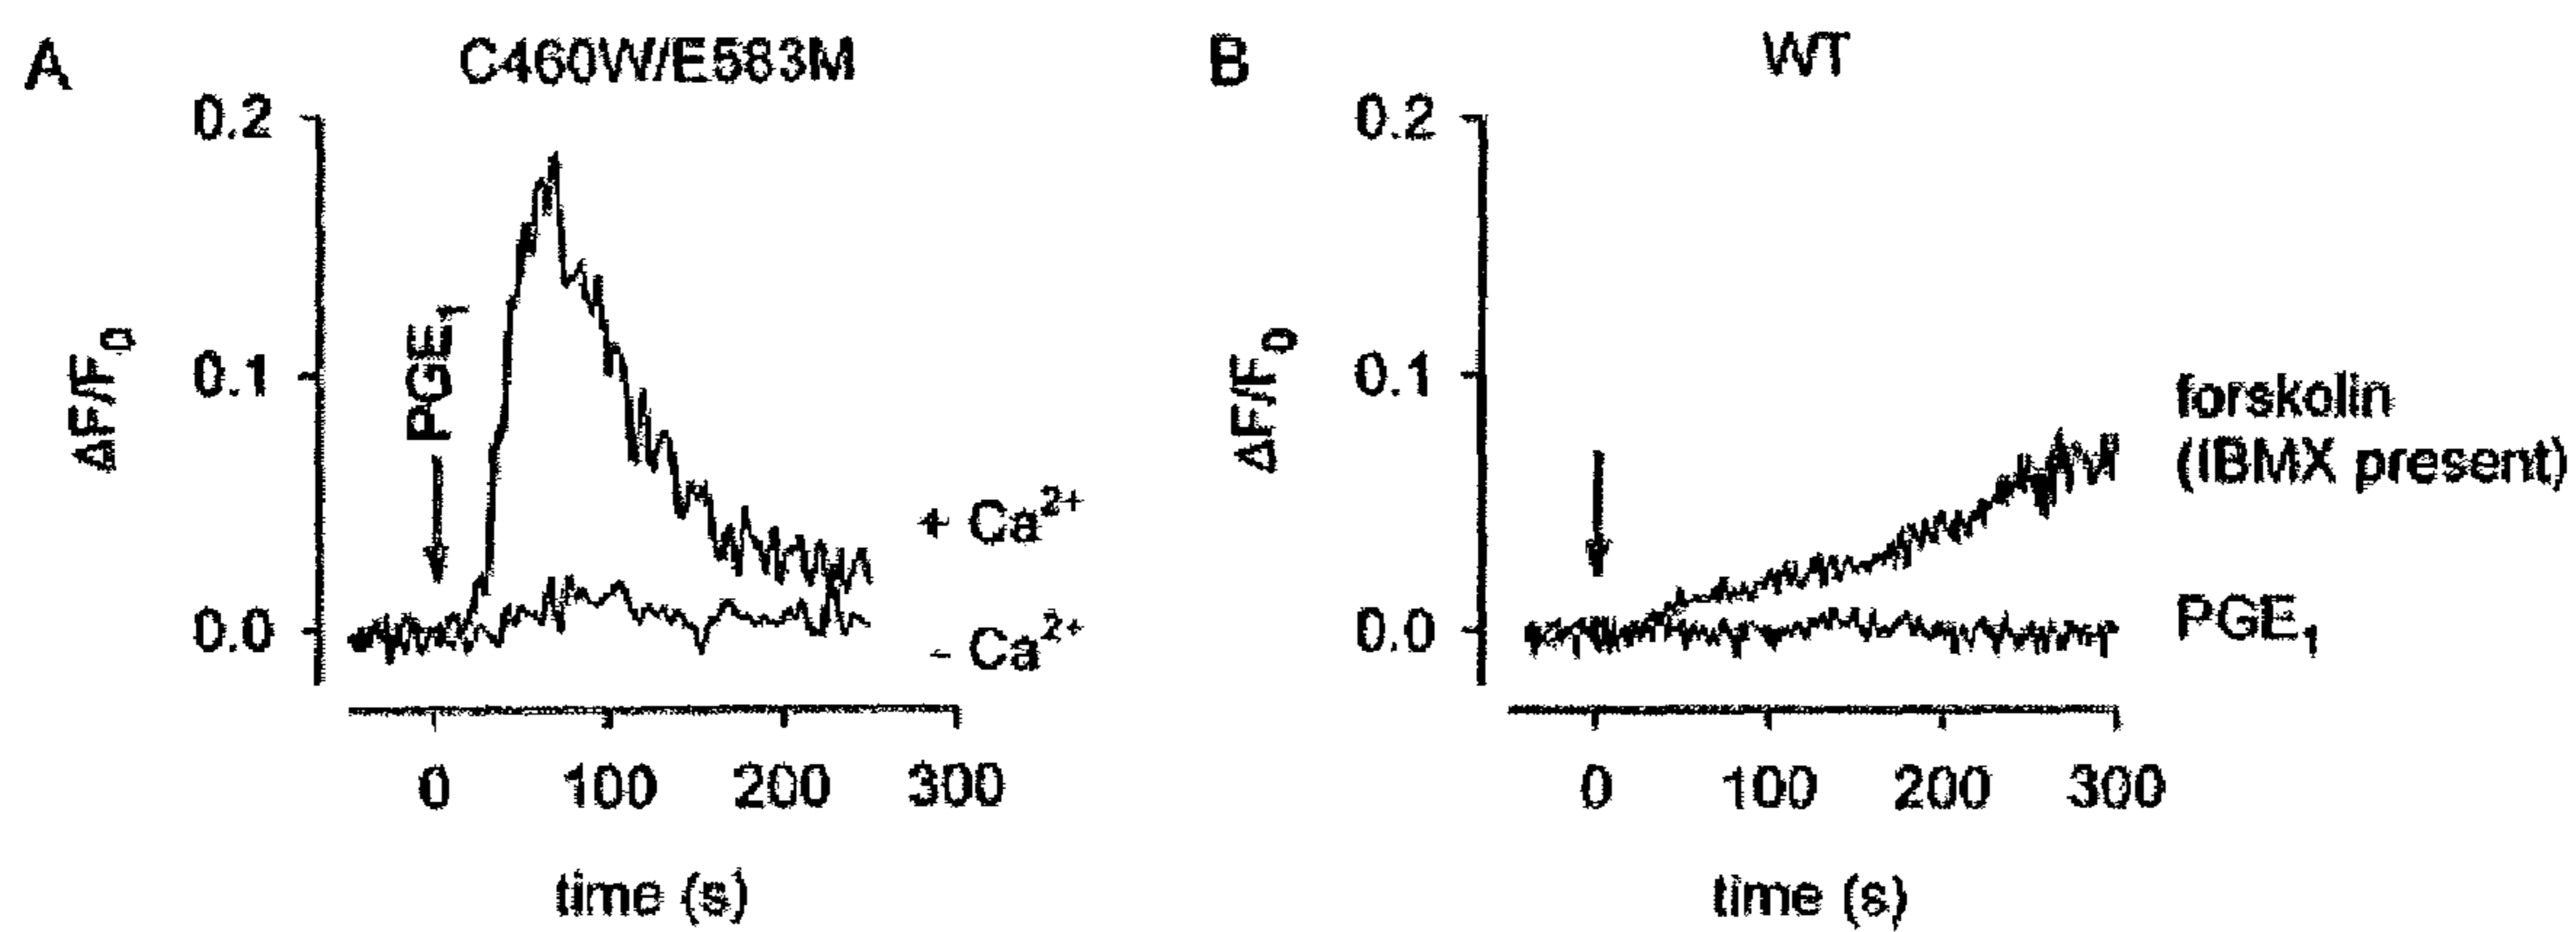 A
C460W/E583M
0.2
0.1
0.0
ΔF/F₀
PGE₁
+ Ca²⁺
- Ca²⁺
0 100 200 300
time (s)
B
WT
0.2
0.1
0.0
ΔF/F₀
forskolin
(IBMX present)
PGE₁
0 100 200 300
time (s)